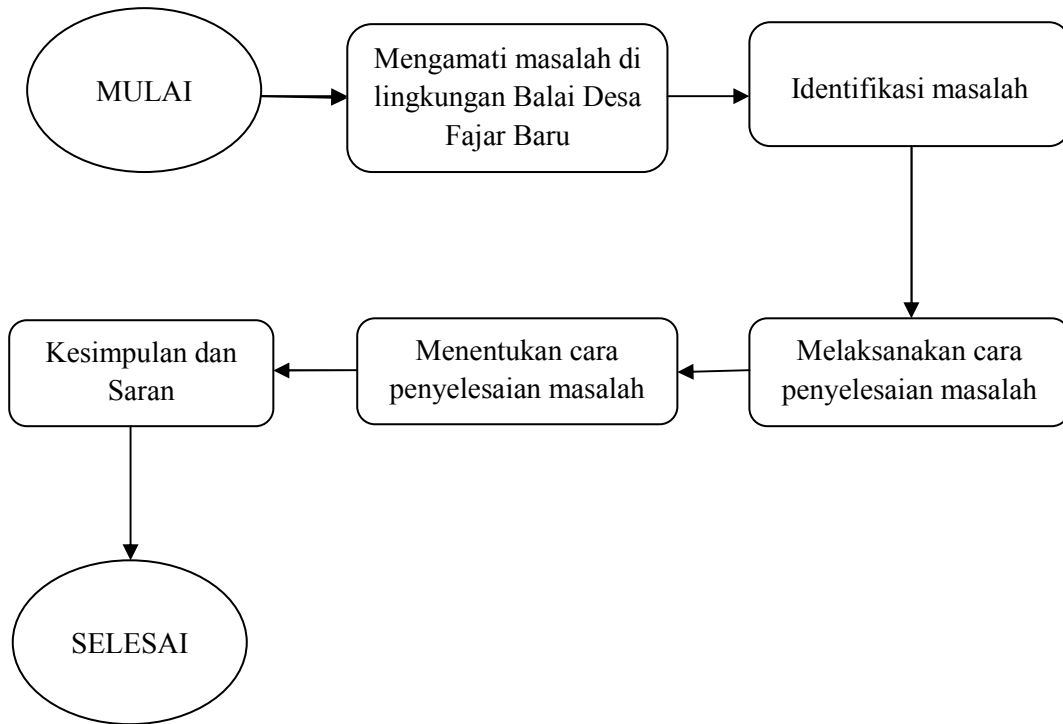 MULAI
Mengamati masalah di
lingkungan Balai Desa
Fajar Baru
Identifikasi masalah
Melaksanakan cara
penyelesaian masalah
Menentukan cara
penyelesaian masalah
Kesimpulan dan
Saran
SELESAI